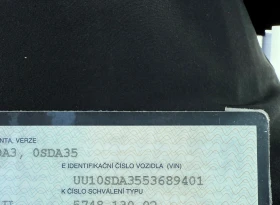 NTA, VERZE
DA3, 0SDA35
E IDENTIFIKAČNÍ ČÍSLO VOZIDLA (VIN)
UU10SDA3553689401
K ČÍSLO SCHVÁLENÍ TYPU